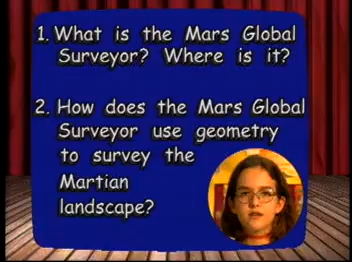 1. What is the Mars Global
Surveyor? Where is it?
2. How does the Mars Global
Surveyor use geometry
to survey the
Martian
landscape?